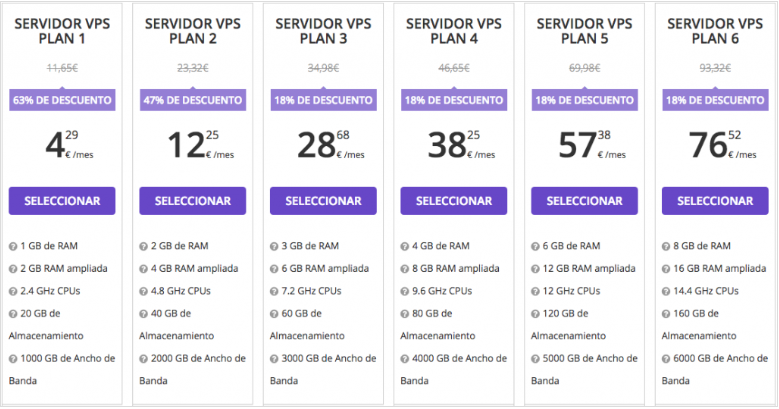 SERVIDOR VPS
PLAN 1
11,65€
63% DE DESCUENTO
4 29
€ /mes
SELECCIONAR
1 GB de RAM
2 GB RAM ampliada
2.4 GHz CPUs
20 GB de
Almacenamiento
1000 GB de Ancho de
Banda
SERVIDOR VPS
PLAN 2
23,32€
47% DE DESCUENTO
12 25
€ /mes
SELECCIONAR
2 GB de RAM
4 GB RAM ampliada
4.8 GHz CPUs
40 GB de
Almacenamiento
2000 GB de Ancho de
Banda
SERVIDOR VPS
PLAN 3
34,98€
18% DE DESCUENTO
28 68
€ /mes
SELECCIONAR
3 GB de RAM
6 GB RAM ampliada
7.2 GHz CPUs
60 GB de
Almacenamiento
3000 GB de Ancho de
Banda
SERVIDOR VPS
PLAN 4
46,65€
18% DE DESCUENTO
38 25
€ /mes
SELECCIONAR
4 GB de RAM
8 GB RAM ampliada
9.6 GHz CPUs
80 GB de
Almacenamiento
4000 GB de Ancho de
Banda
SERVIDOR VPS
PLAN 5
69,98€
18% DE DESCUENTO
57 38
€ /mes
SELECCIONAR
6 GB de RAM
12 GB RAM ampliada
12 GHz CPUs
120 GB de
Almacenamiento
5000 GB de Ancho de
Banda
SERVIDOR VPS
PLAN 6
93,32€
18% DE DESCUENTO
76 52
€ /mes
SELECCIONAR
8 GB de RAM
16 GB RAM ampliada
14.4 GHz CPUs
160 GB de
Almacenamiento
6000 GB de Ancho de
Banda